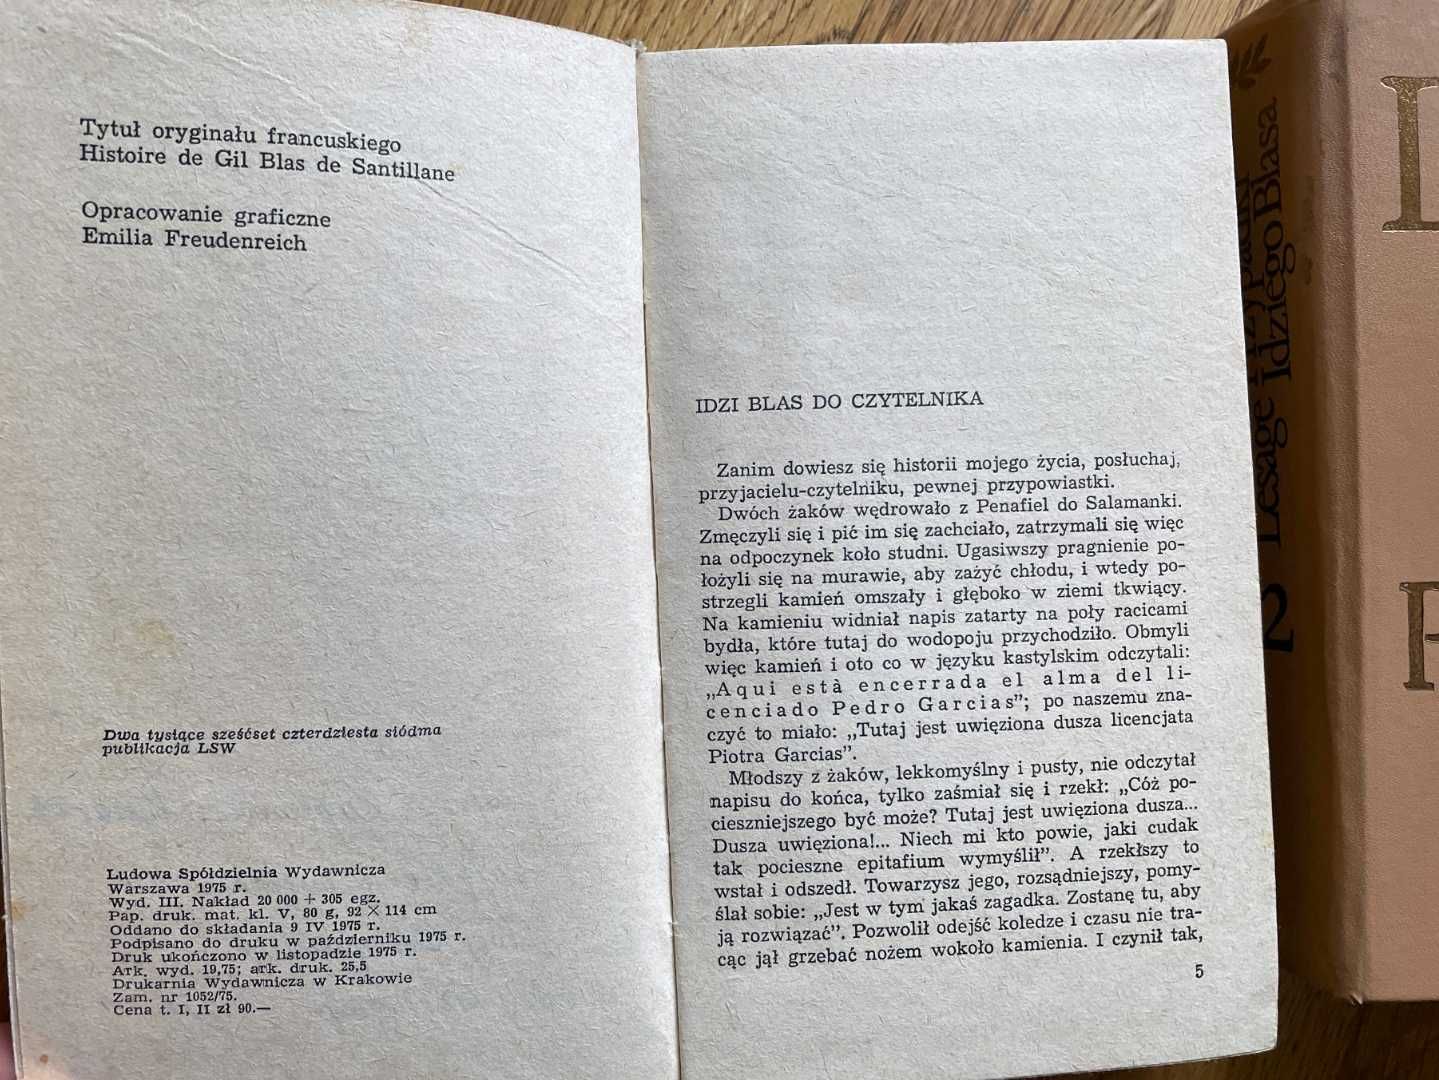 Tytuł oryginału francuskiego
Histoire de Gil Blas de Santillane
Opracowanie graficzne
Emilia Freudenreich
Dwa tysiące sześćset czterdziesta siódma
publikacja LSW
Ludowa Spółdzielnia Wydawnicza
Warszawa 1975 r.
Wyd. III. Nakład 20 000 + 305 egz.
Pap. druk. mat. kl. V, 80 g, 92 × 114 cm
Oddano do składania 9 IV 1975 r.
Podpisano do druku w październiku 1975 r.
Druk ukończono w listopadzie 1975 r.
Ark. wyd. 19,75; ark. druk. 25,5
Drukarnia Wydawnicza w Krakowie
Zam. nr 1052/75.
Cena t. I, II zł 90.—
IDZI BLAS DO CZYTELNIKA
Zanim dowiesz się historii mojego życia, posłuchaj,
przyjacielu-czytelniku, pewnej przypowiastki.
Dwóch żaków wędrowało z Penafiel do Salamanki.
Zmęczyli się i pić im się zachciało, zatrzymali się więc
na odpoczynek koło studni. Ugasiwszy pragnienie po-
łożyli się na murawie, aby zażyć chłodu, i wtedy po-
strzegli kamień omszały i głęboko w ziemi tkwiący.
Na kamieniu widniał napis zatarty na poły racicami
bydła, które tutaj do wodopoju przychodziło. Obmyli
więc kamień i oto co w języku kastylskim odczytali:
„Aqui està encerrada el alma del li-
cenciado Pedro Garcias”; po naszemu zna-
czyć to miało: „Tutaj jest uwięziona dusza licencjata
Piotra Garcias”.
Młodszy z żaków, lekkomyślny i pusty, nie odczytał
napisu do końca, tylko zaśmiał się i rzekł: „Cóż po-
cieszniejszego być może? Tutaj jest uwięziona dusza...
Dusza uwięziona!... Niech mi kto powie, jaki cudak
tak pocieszne epitafium wymyślił”. A rzekłszy to
wstał i odszedł. Towarzysz jego, rozsądniejszy, pomy-
ślał sobie: „Jest w tym jakaś zagadka. Zostanę tu, aby
ją rozwiązać”. Pozwolił odejść koledze i czasu nie tra-
cąc jął grzebać nożem wokoło kamienia. I czynił tak,
5
2 Lesage Przypadki
Idziego Blasa